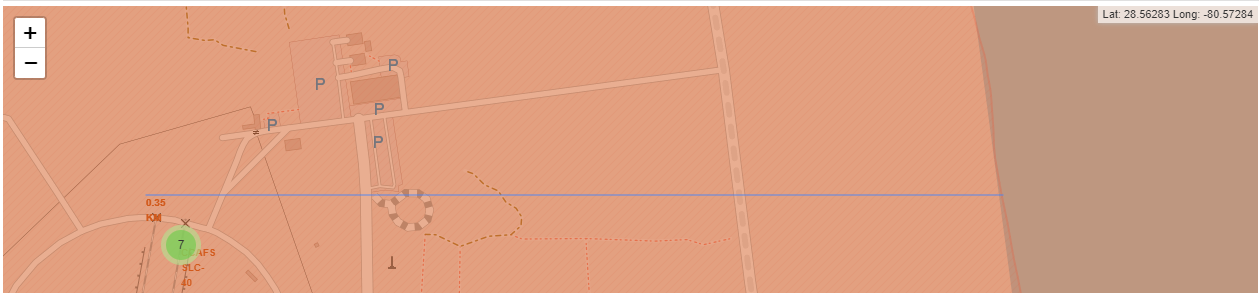 +
Lat: 28.56283 Long: -80.57284
−
P
P
P
P
P
0.35
KM
7
SLC-
40